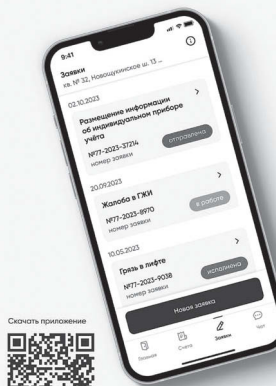 9:41
Заявки
кв. № 32, Новощукинское ш. 13 ...
02.10.2023
Размещение информации
об индивидуальном приборе
учёта
№77-2023-37214
номер заявки
отправлена
20.09.2023
Жалоба в ГЖИ
№77-2023-8970
номер заявки
в работе
10.05.2023
Грязь в лифте
№77-2023-9038
номер заявки
исполнено
Новая заявка
Главная
Счета
Заявки
Чат
Скачать приложение